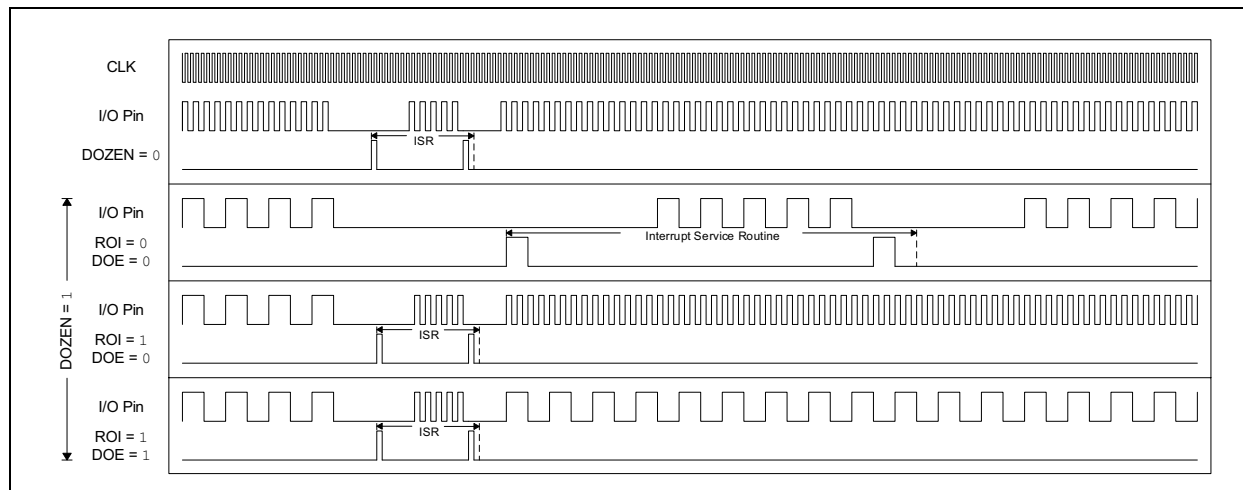 CLK
I/O Pin
ISR
DOZEN = 0
I/O Pin
ROI = 0
Interrupt Service Routine
DOE = 0
DOZEN = 1
I/O Pin
ROI = 1
ISR
DOE = 0
I/O Pin
ROI = 1
ISR
DOE = 1